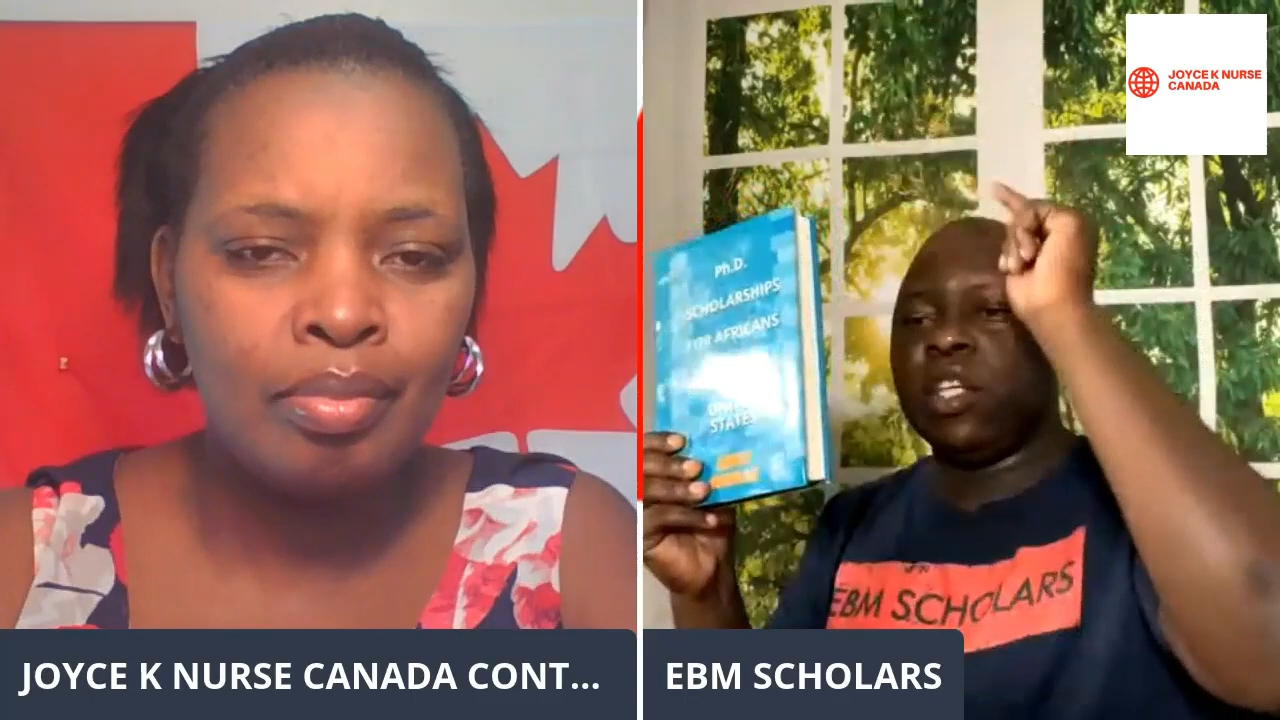 JOYCE K NURSE
CANADA
Ph.D.
SCHOLARSHIPS
FOR AFRICANS
STATES
EBM SCHOLARS
JOYCE K NURSE CANADA CONT...
EBM SCHOLARS